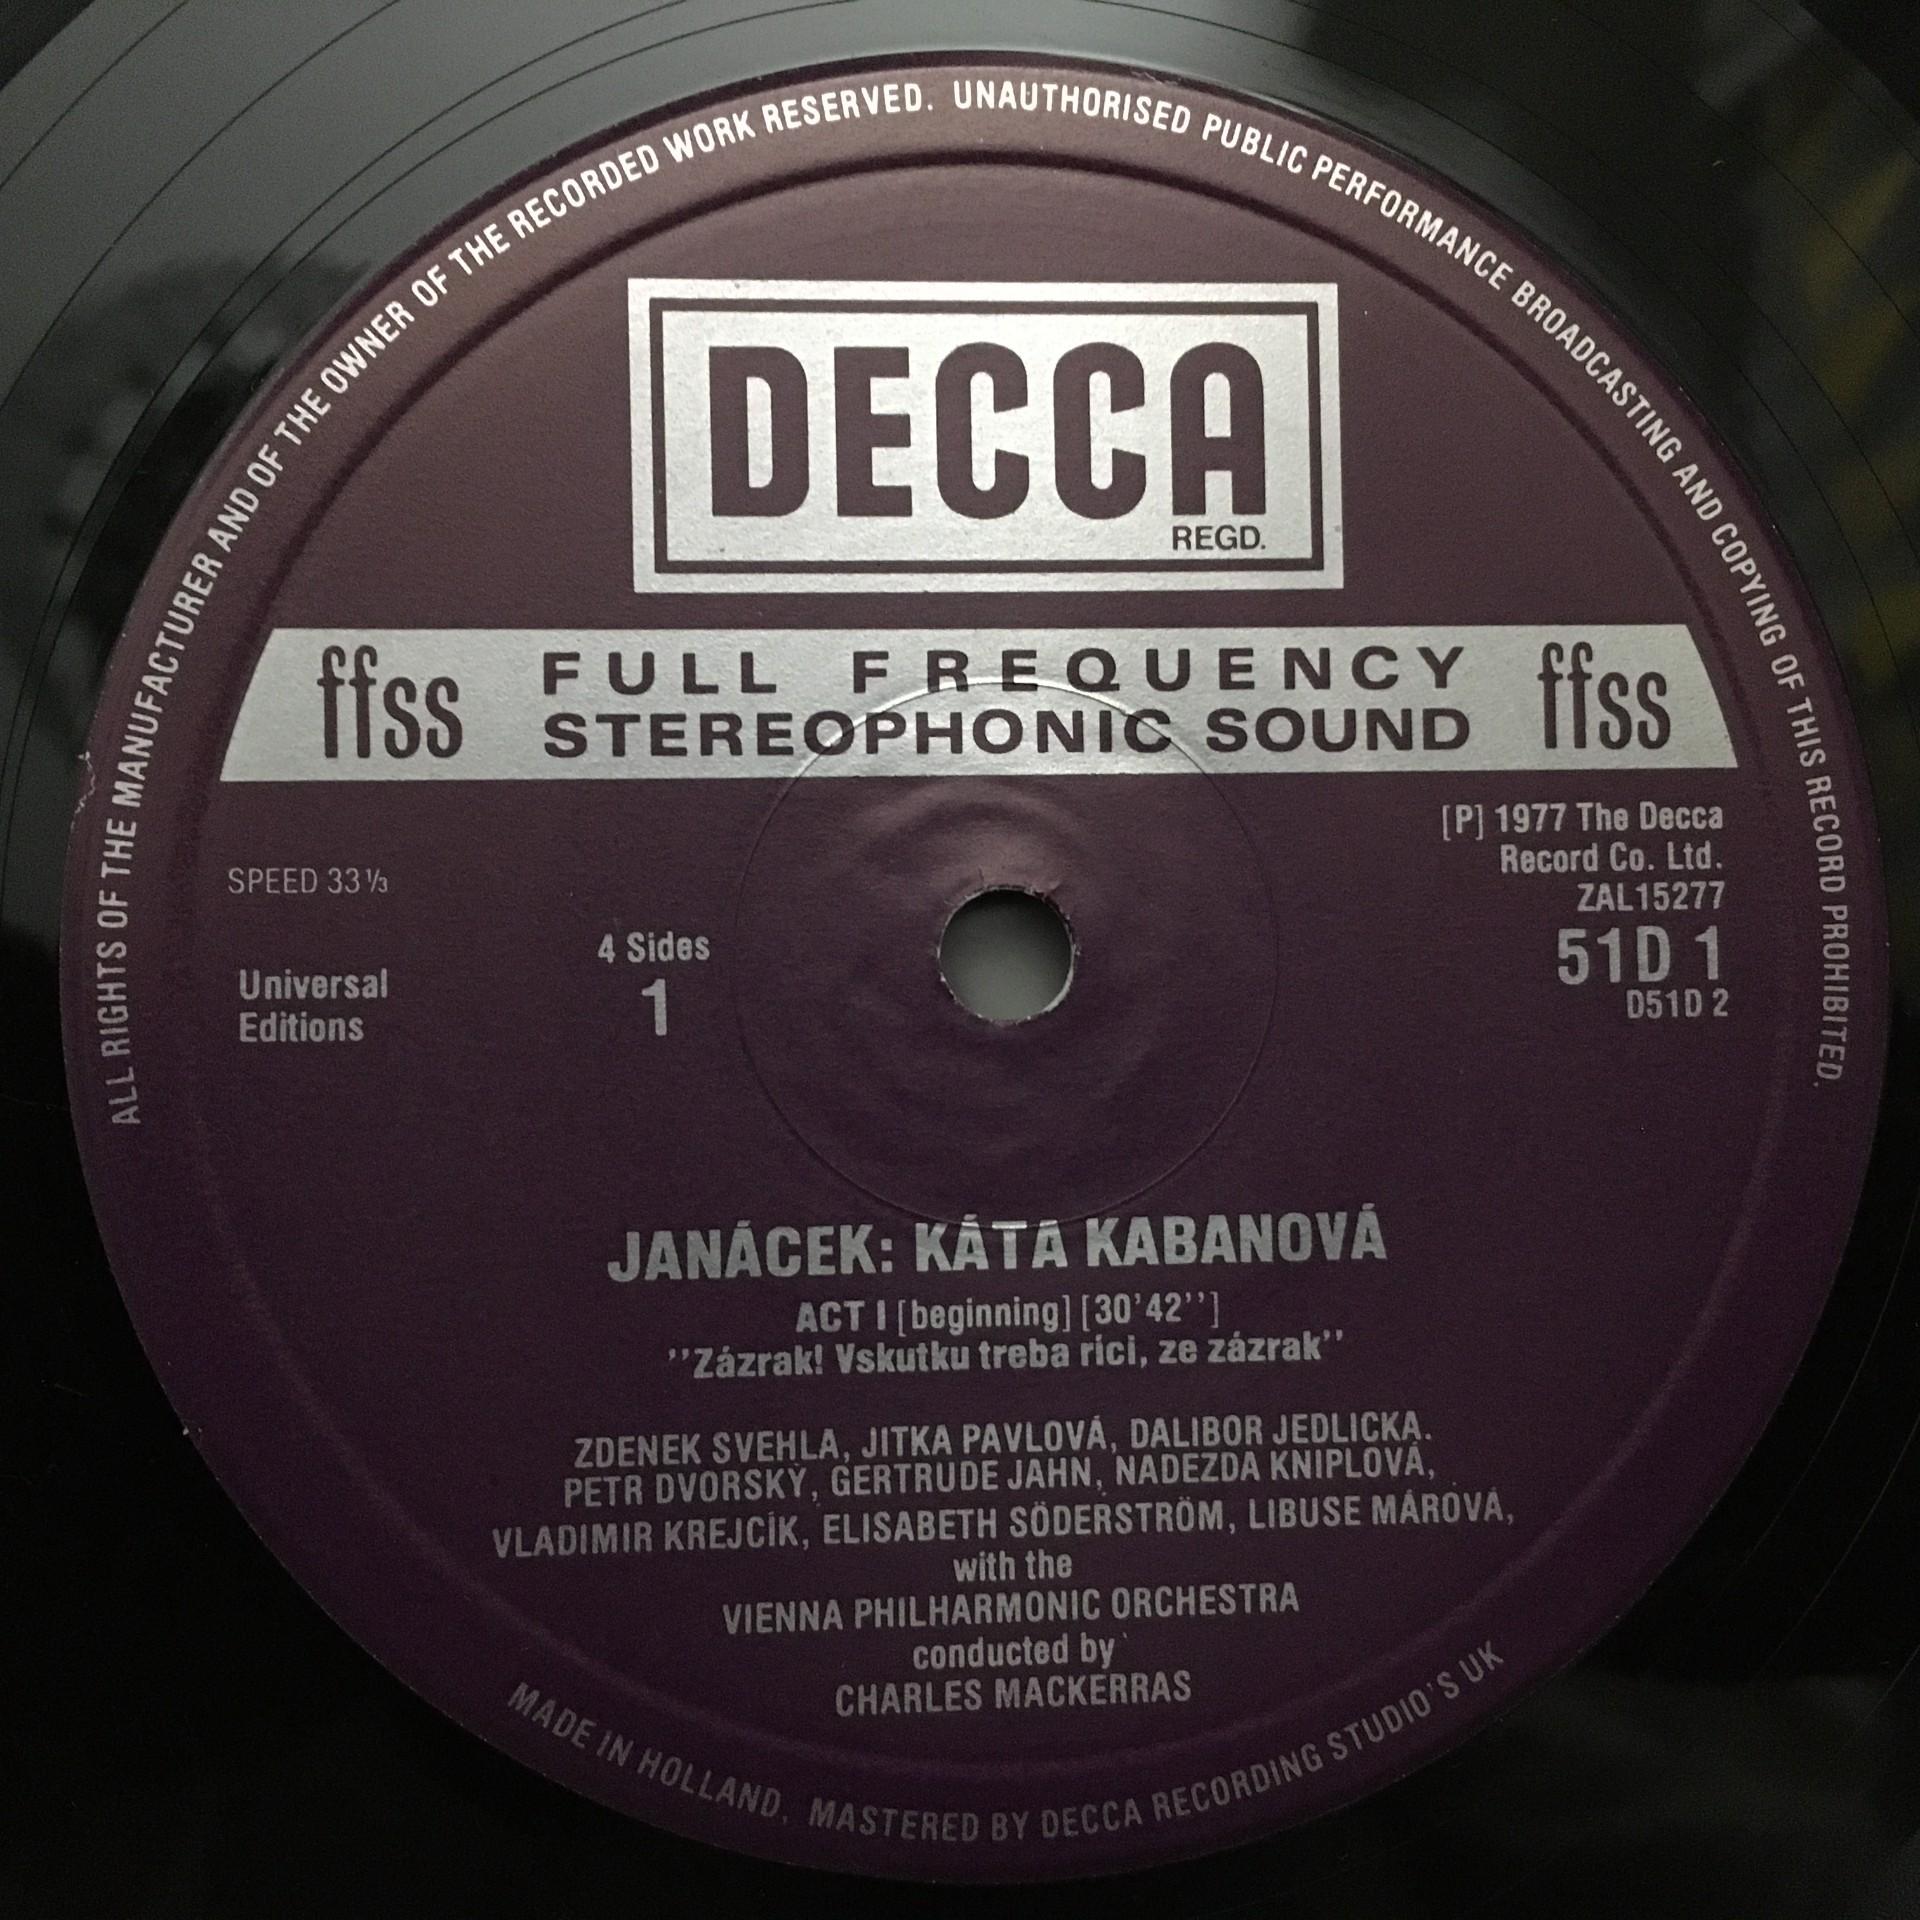 ALL RIGHTS OF THE MANUFACTURER AND OF THE OWNER OF THE RECORDED WORK RESERVED. UNAUTHORISED PUBLIC PERFORMANCE BROADCASTING AND COPYING OF THIS RECORD PROHIBITED.
DECCA
REGD.
ffss FULL FREQUENCY STEREOPHONIC SOUND ffss
[P] 1977 The Decca
Record Co. Ltd.
ZAL15277
51D 1
D51D 2
SPEED 33⅓
Universal
Editions
4 Sides
1
JANÁCEK: KÁTA KABANOVÁ
ACT I [beginning] [30'42'']
''Zázrak! Vskutku treba ríci, ze zázrak''
ZDENEK SVEHLA, JITKA PAVLOVÁ, DALIBOR JEDLICKA.
PETR DVORSKÝ, GERTRUDE JAHN, NADEZDA KNIPLOVÁ,
VLADIMIR KREJCÍK, ELISABETH SÖDERSTRÖM, LIBUSE MÁROVÁ,
with the
VIENNA PHILHARMONIC ORCHESTRA
conducted by
CHARLES MACKERRAS
MADE IN HOLLAND, MASTERED BY DECCA RECORDING STUDIO'S UK